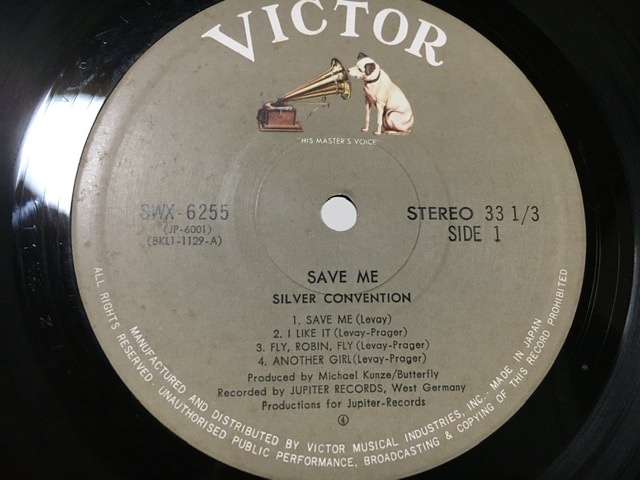 VICTOR
"HIS MASTER'S VOICE"
SWX-6255
(JP-6001)
(BKL1-1129-A)
STEREO 33 1/3
SIDE 1
SAVE ME
SILVER CONVENTION
1. SAVE ME (Levay)
2. I LIKE IT (Levay-Prager)
3. FLY, ROBIN, FLY (Levay-Prager)
4. ANOTHER GIRL (Levay-Prager)
Produced by Michael Kunze/Butterfly
Recorded by JUPITER RECORDS, West Germany
Productions for Jupiter-Records
④
MANUFACTURED AND DISTRIBUTED BY VICTOR MUSICAL INDUSTRIES, INC., MADE IN JAPAN
ALL RIGHTS RESERVED. UNAUTHORISED PUBLIC PERFORMANCE, BROADCASTING & COPYING OF THIS RECORD PROHIBITED